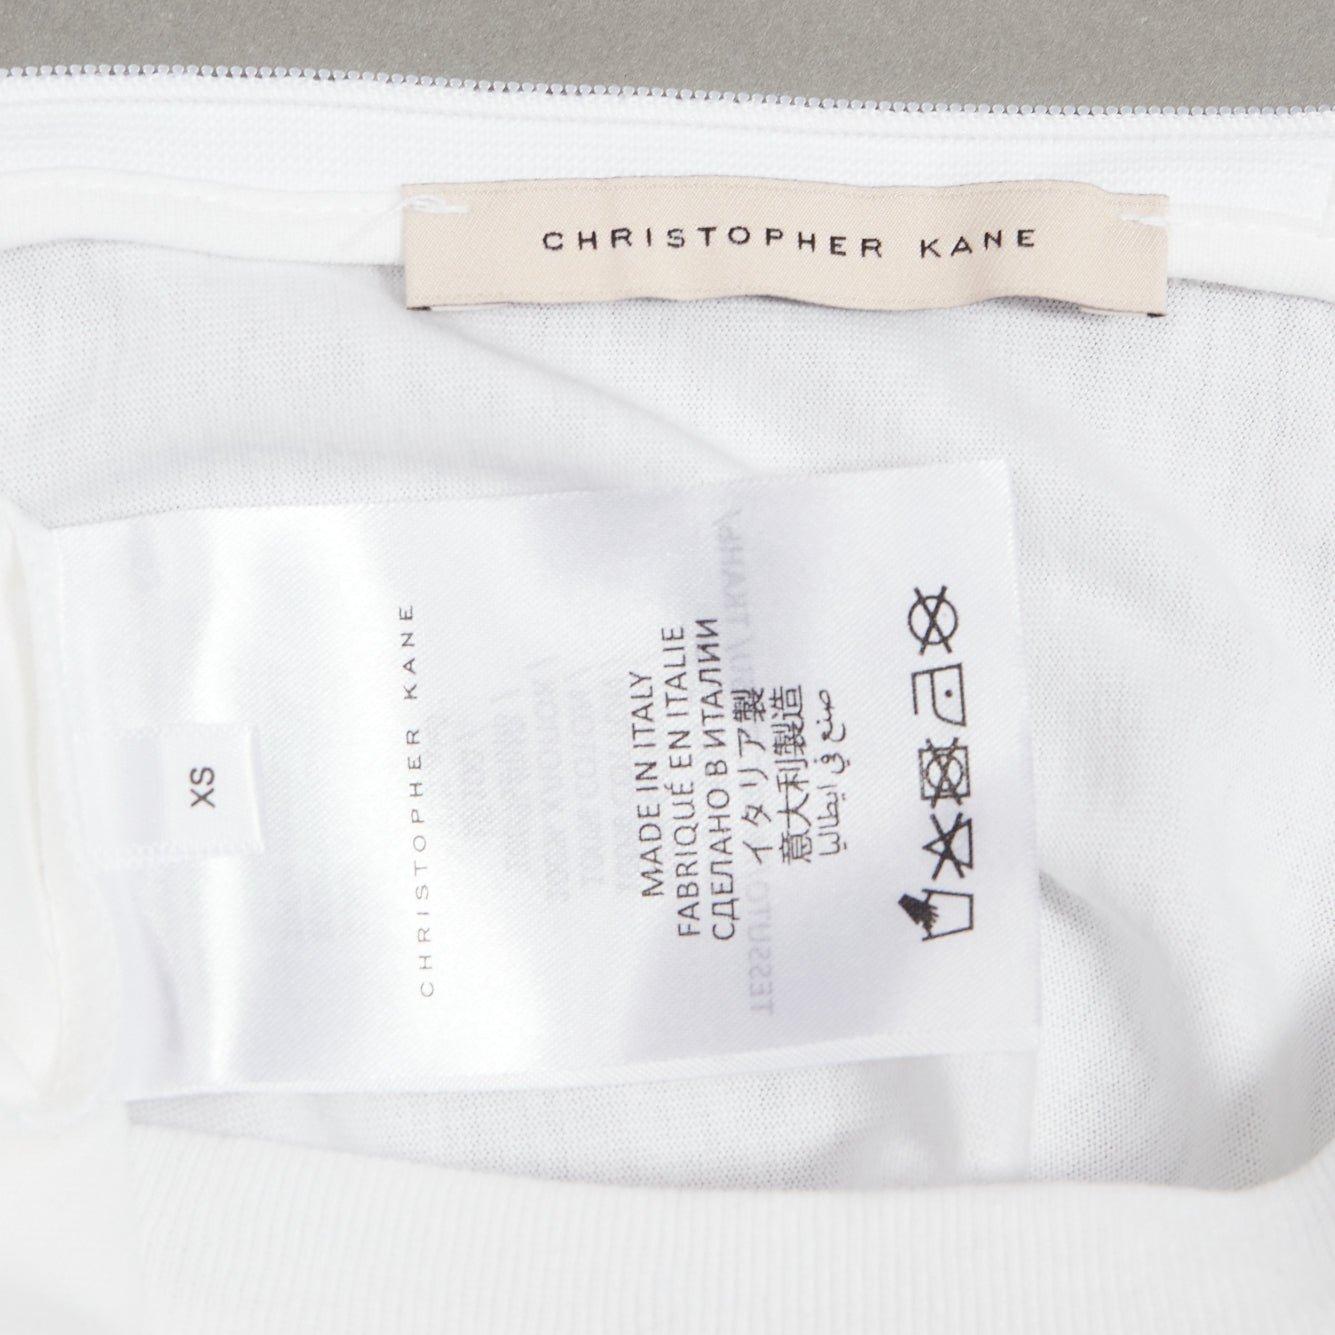 CHRISTOPHER KANE
XS
CHRISTOPHER KANE
MADE IN ITALY
FABRIQUÉ EN ITALIE
СДЕЛАНО В ИТАЛИИ
イタリア製
意大利製造
صنع في ايطاليا